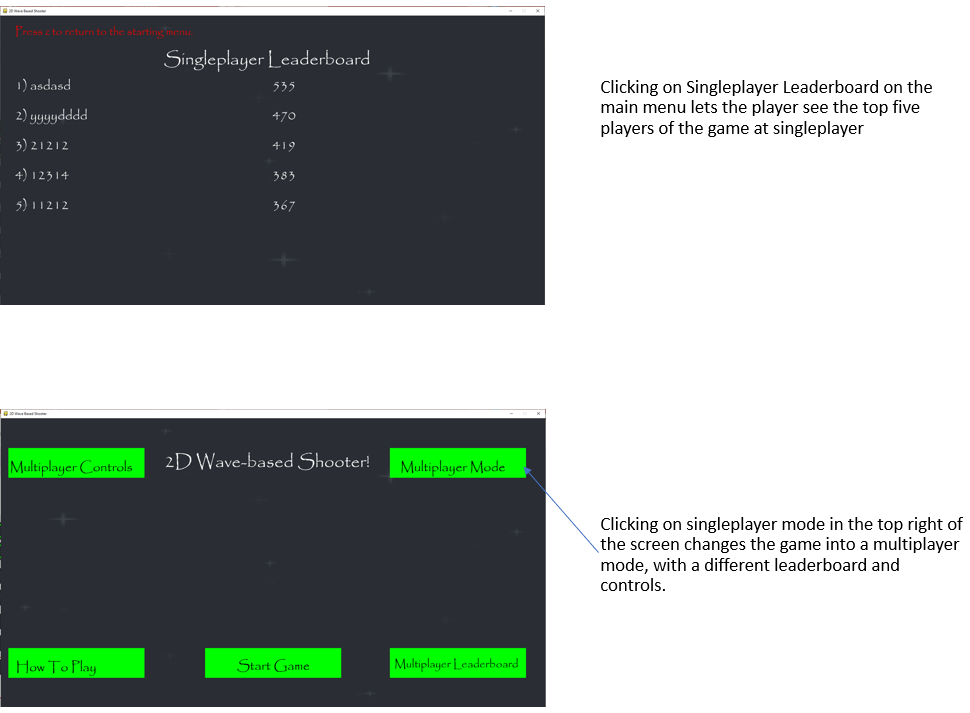 2D Wave Based Shooter
Press c to return to the starting menu
Singleplayer Leaderboard
1) asdasd 535
2) yyyydddd 470
3) 21212 419
4) 12314 383
5) 11212 367
Clicking on Singleplayer Leaderboard on the
main menu lets the player see the top five
players of the game at singleplayer
2D Wave Based Shooter
Multiplayer Controls
2D Wave-based Shooter!
Multiplayer Mode
Clicking on singleplayer mode in the top right of
the screen changes the game into a multiplayer
mode, with a different leaderboard and
controls.
How To Play
Start Game
Multiplayer Leaderboard